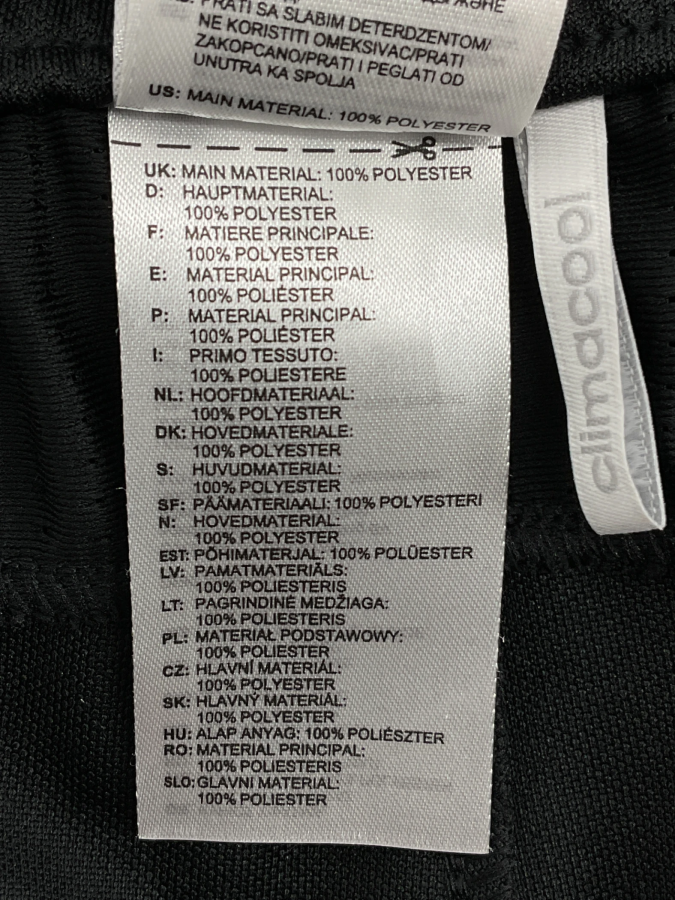 PRATI SA SLABIM DETERDZENTOM/
NE KORISTITI OMEKSIVAC/PRATI
ZAKOPCANO/PRATI I PEGLATI OD
UNUTRA KA SPOLJA
US: MAIN MATERIAL: 100% POLYESTER
UK: MAIN MATERIAL: 100% POLYESTER
D: HAUPTMATERIAL:
100% POLYESTER
F: MATIERE PRINCIPALE:
100% POLYESTER
E: MATERIAL PRINCIPAL:
100% POLIÉSTER
P: MATERIAL PRINCIPAL:
100% POLIÉSTER
I: PRIMO TESSUTO:
100% POLIESTERE
NL: HOOFDMATERIAAL:
100% POLYESTER
DK: HOVEDMATERIALE:
100% POLYESTER
S: HUVUDMATERIAL:
100% POLYESTER
SF: PÄÄMATERIAALI: 100% POLYESTERI
N: HOVEDMATERIAL:
100% POLYESTER
EST: PÕHIMATERJAL: 100% POLÜESTER
LV: PAMATMATERIĀLS:
100% POLIESTERIS
LT: PAGRINDINĖ MEDŽIAGA:
100% POLIESTERIS
PL: MATERIAŁ PODSTAWOWY:
100% POLIESTER
CZ: HLAVNÍ MATERIÁL:
100% POLYESTER
SK: HLAVNÝ MATERIÁL:
100% POLYESTER
HU: ALAP ANYAG: 100% POLIÉSZTER
RO: MATERIAL PRINCIPAL:
100% POLIESTERIS
SLO: GLAVNI MATERIAL:
100% POLIESTER
climacool